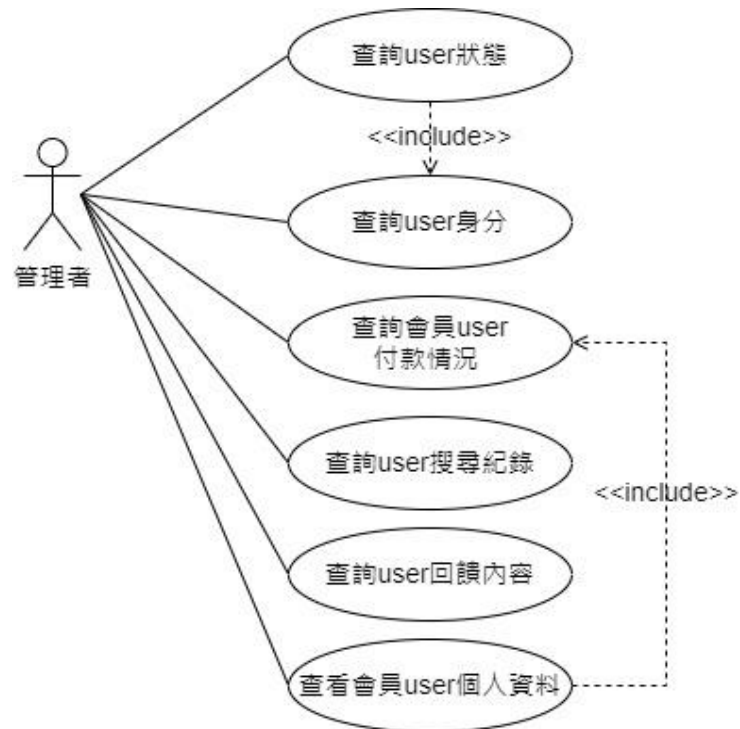 查詢user狀態
<<include>>
查詢user身分
管理者
查詢會員user
付款情況
查詢user搜尋紀錄
<<include>>
查詢user回饋內容
查看會員user個人資料